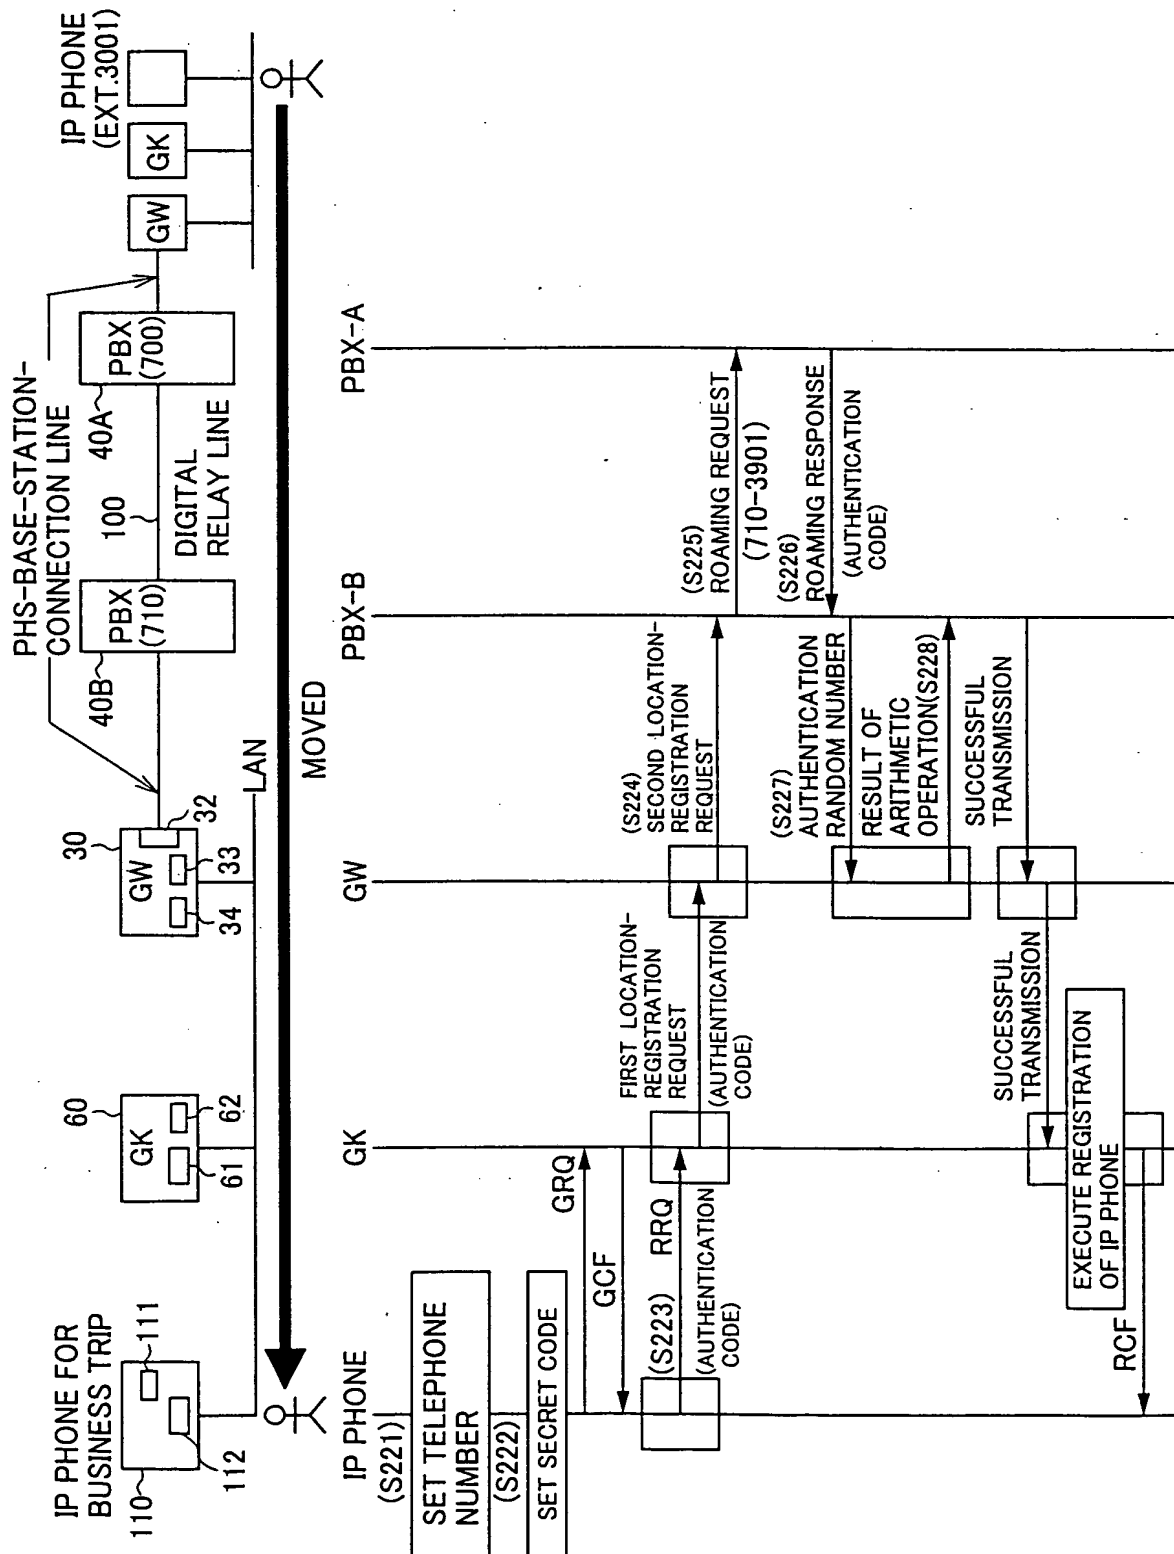 IP PHONE FOR
BUSINESS TRIP
110
111
112
60
GK
61
62
30
GW
32
33
34
LAN
PHS-BASE-STATION-
CONNECTION LINE
40B
PBX
(710)
100
DIGITAL
RELAY LINE
40A
PBX
(700)
GW
GK
IP PHONE
(EXT.3001)
MOVED
IP PHONE
GK
GW
PBX-B
PBX-A
(S221)
SET TELEPHONE
NUMBER
(S222)
SET SECRET CODE
GRQ
GCF
(S223) RRQ
(AUTHENTICATION
CODE)
FIRST LOCATION-
REGISTRATION
REQUEST
(AUTHENTICATION
CODE)
(S224)
SECOND LOCATION-
REGISTRATION
REQUEST
(S225)
ROAMING REQUEST
(710-3901)
(S226)
ROAMING RESPONSE
(AUTHENTICATION
CODE)
(S227)
AUTHENTICATION
RANDOM NUMBER
RESULT OF
ARITHMETIC
OPERATION(S228)
SUCCESSFUL
TRANSMISSION
SUCCESSFUL
TRANSMISSION
EXECUTE REGISTRATION
OF IP PHONE
RCF